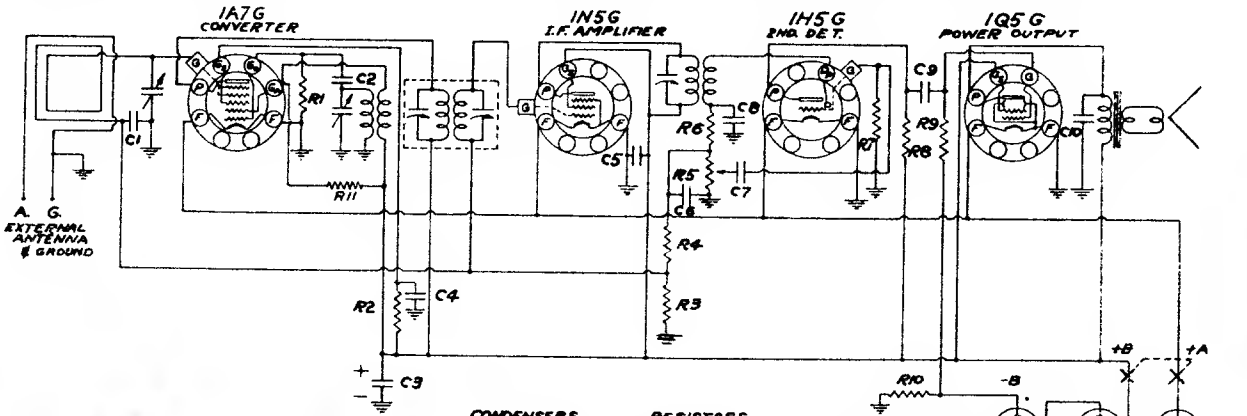 1A7G
CONVERTER
1N5G
I.F. AMPLIFIER
1H5G
2ND. DET.
1Q5G
POWER OUTPUT
G
P
F
F
R1
C2
C1
R11
G
P
F
C5
C8
R6
R5
C7
C6
G
P
F
F
R7
C9
R9
R8
P
G
F
F
C10
A. G.
EXTERNAL
ANTENNA
& GROUND
R2
C4
R4
R3
+
-
C3
R10
-B
+B
+A
CONDENSERS
RESISTORS